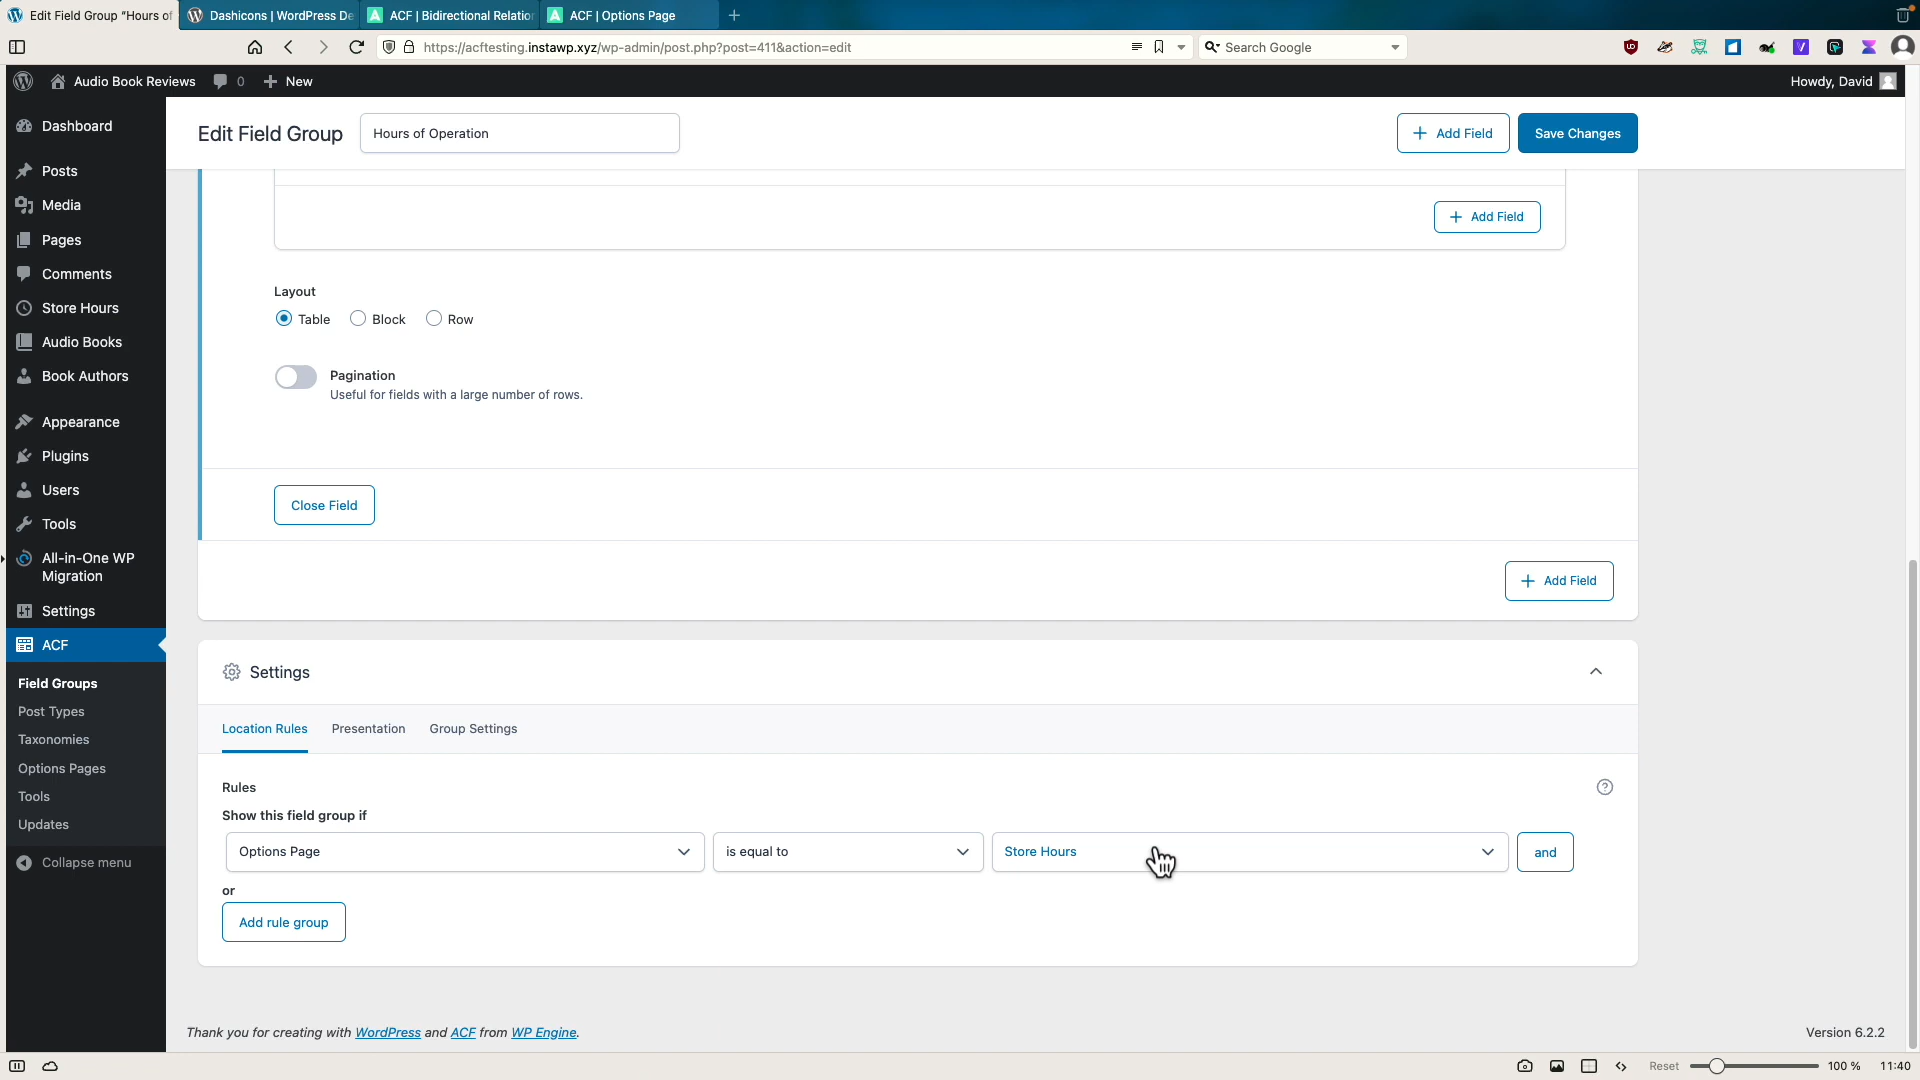 Edit Field Group “Hours of
Dashicons | WordPress De
ACF | Bidirectional Relation
ACF | Options Page
https://acftesting.instawp.xyz/wp-admin/post.php?post=411&action=edit
Search Google
Audio Book Reviews
0
New
Howdy, David
Dashboard
Posts
Media
Pages
Comments
Store Hours
Audio Books
Book Authors
Appearance
Plugins
Users
Tools
All-in-One WP
Migration
Settings
ACF
Field Groups
Post Types
Taxonomies
Options Pages
Tools
Updates
Collapse menu
Edit Field Group
Hours of Operation
Add Field
Save Changes
Add Field
Layout
Table
Block
Row
Pagination
Useful for fields with a large number of rows.
Close Field
Add Field
Settings
Location Rules
Presentation
Group Settings
Rules
Show this field group if
Options Page
is equal to
Store Hours
and
or
Add rule group
Thank you for creating with WordPress and ACF from WP Engine.
Version 6.2.2
Reset
100 %
11:40